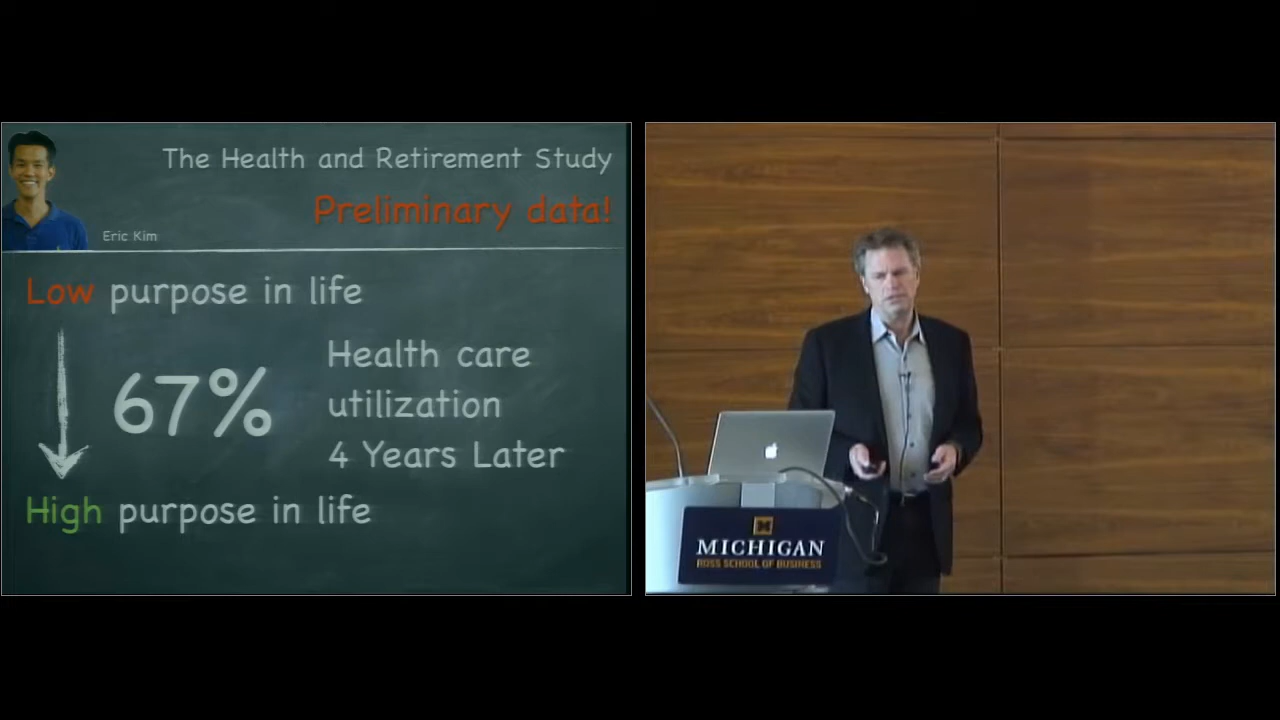 The Health and Retirement Study
Preliminary data!
Eric Kim
Low purpose in life
67%
Health care
utilization
4 Years Later
High purpose in life
M
MICHIGAN
ROSS SCHOOL OF BUSINESS